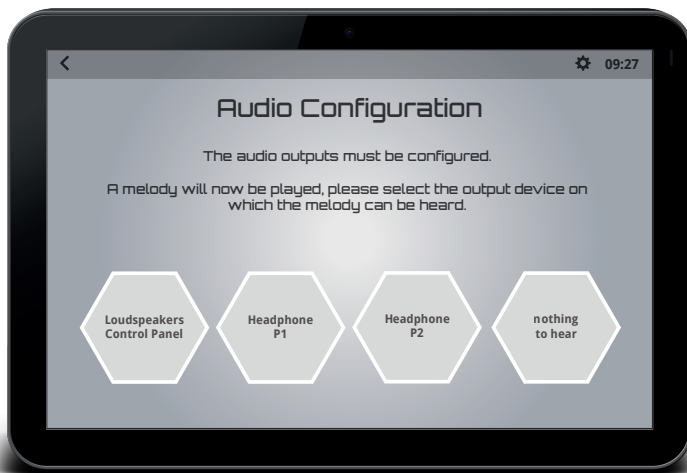 09:27
Audio Configuration
The audio outputs must be configured.
A melody will now be played, please select the output device on
which the melody can be heard.
Loudspeakers
Control Panel
Headphone
P1
Headphone
P2
nothing
to hear